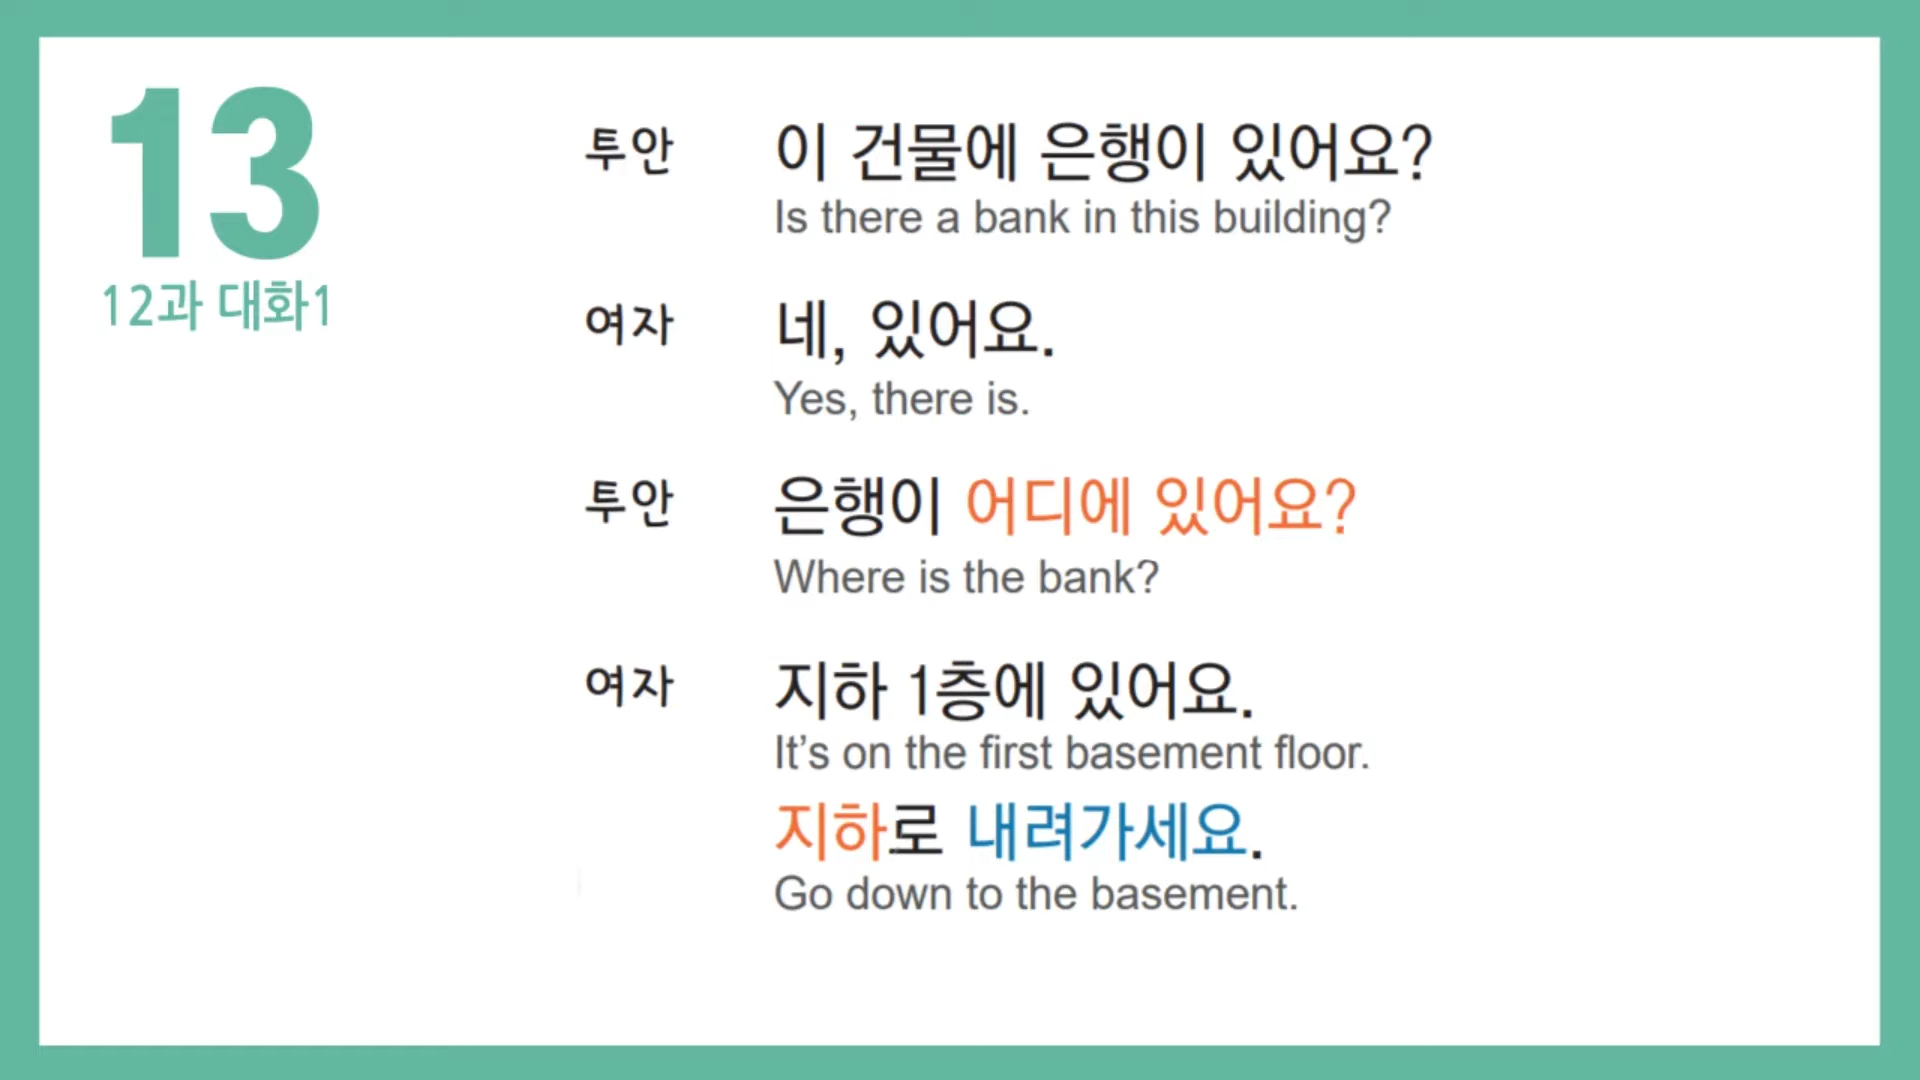 13
12과 대화1
투안 이 건물에 은행이 있어요?
Is there a bank in this building?
여자 네, 있어요.
Yes, there is.
투안 은행이 어디에 있어요?
Where is the bank?
여자 지하 1층에 있어요.
It’s on the first basement floor.
지하로 내려가세요.
Go down to the basement.